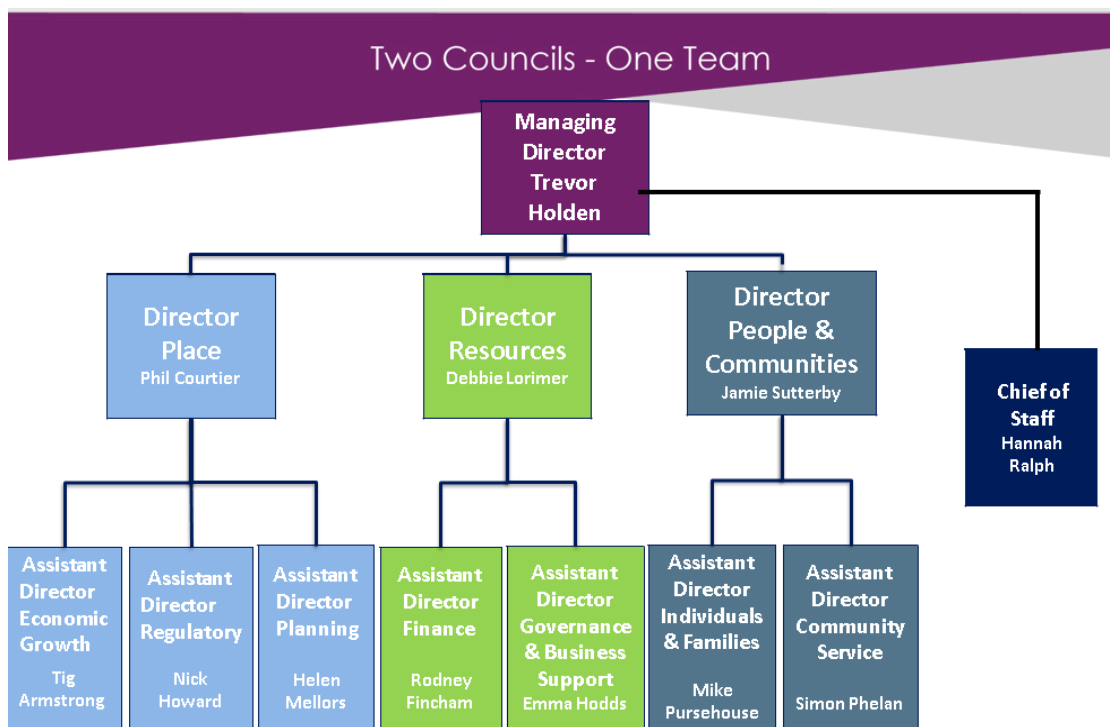 Two Councils - One Team
Managing
Director
Trevor
Holden
Director
Place
Phil Courtier
Director
Resources
Debbie Lorimer
Director
People &
Communities
Jamie Sutterby
Chief of
Staff
Hannah
Ralph
Assistant
Director
Economic
Growth
Tig
Armstrong
Assistant
Director
Regulatory
Nick
Howard
Assistant
Director
Planning
Helen
Mellors
Assistant
Director
Finance
Rodney
Fincham
Assistant
Director
Governance
& Business
Support
Emma Hodds
Assistant
Director
Individuals
& Families
Mike
Pursehouse
Assistant
Director
Community
Service
Simon Phelan